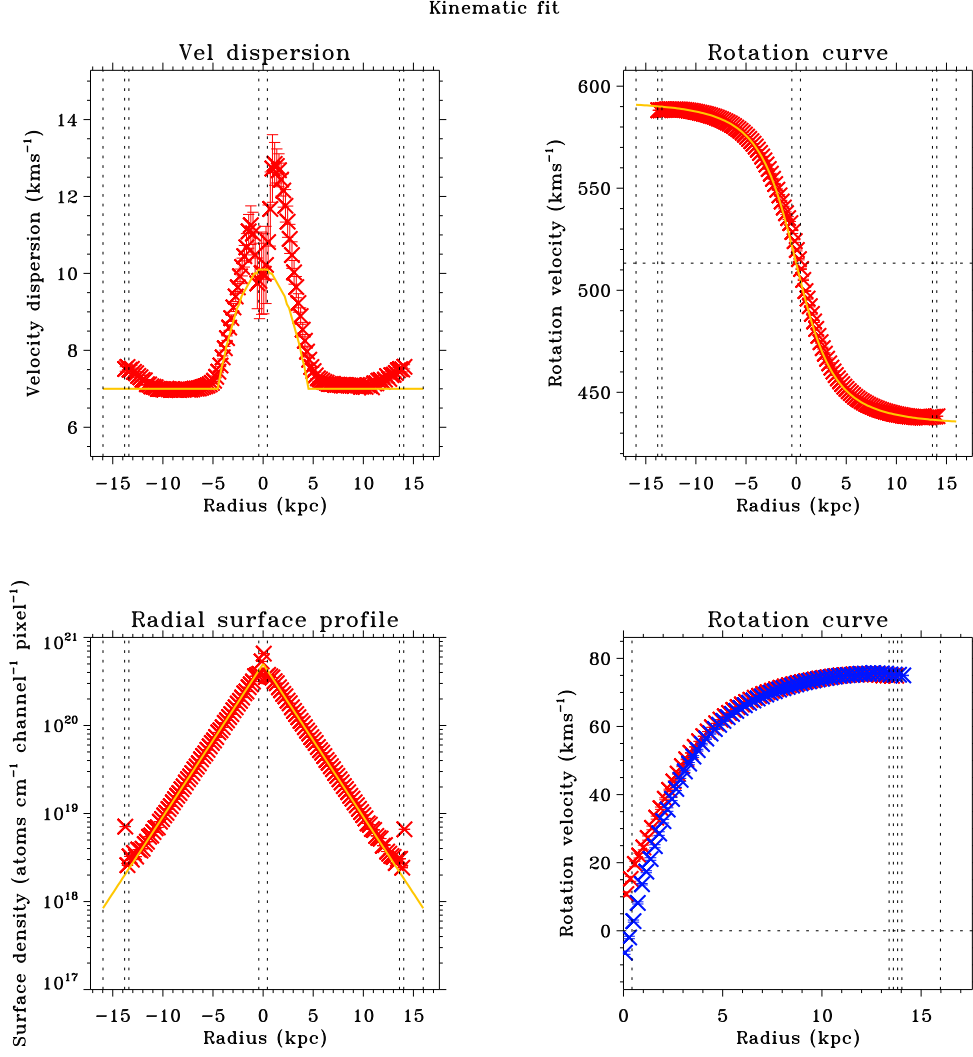 Kinematic fit
Vel dispersion
Velocity dispersion (kms⁻¹)
14
12
10
8
6
−15 −10 −5 0 5 10 15
Radius (kpc)
Rotation curve
Rotation velocity (kms⁻¹)
600
550
500
450
−15 −10 −5 0 5 10 15
Radius (kpc)
Radial surface profile
Surface density (atoms cm⁻¹ channel⁻¹ pixel⁻¹)
10²¹
10²⁰
10¹⁹
10¹⁸
10¹⁷
−15 −10 −5 0 5 10 15
Radius (kpc)
Rotation curve
Rotation velocity (kms⁻¹)
80
60
40
20
0
0 5 10 15
Radius (kpc)